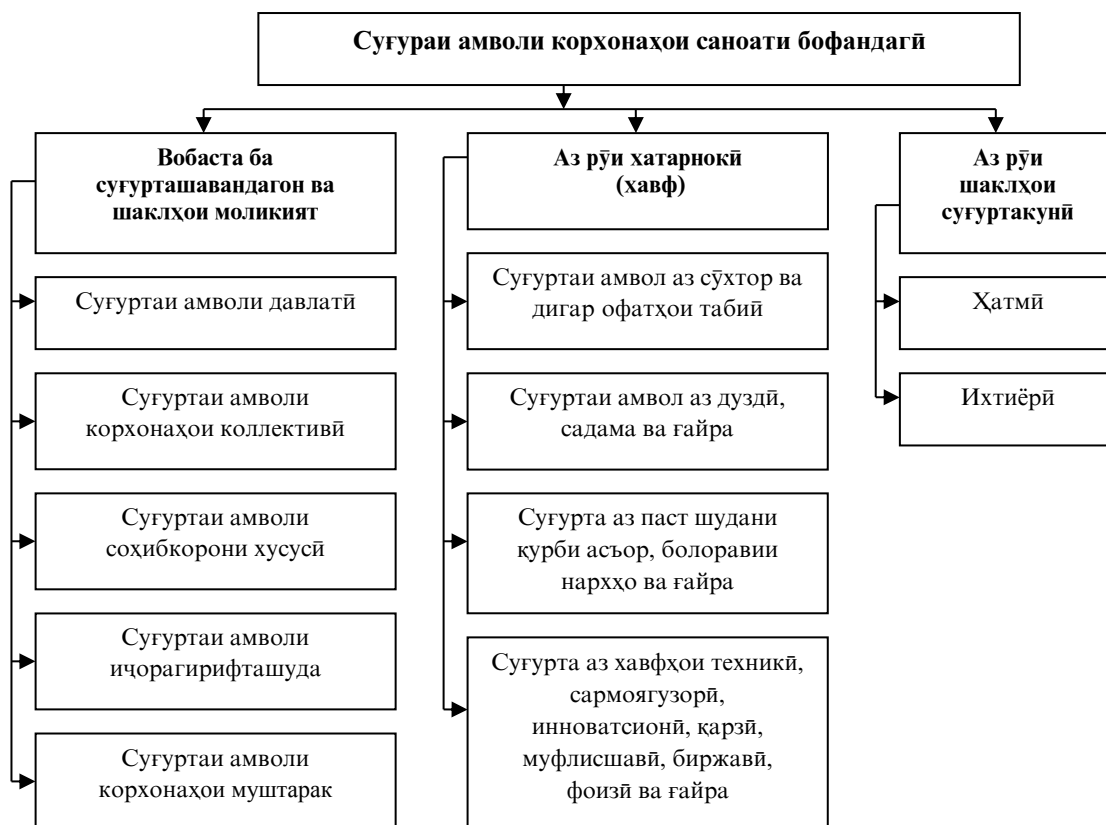 Суғураи амволи корхонаҳои саноати бофандагӣ
Вобаста ба
суғурташавандагон ва
шаклҳои моликият
Суғуртаи амволи давлатӣ
Суғуртаи амволи
корхонаҳои коллективӣ
Суғуртаи амволи
соҳибкорони хусусӣ
Суғуртаи амволи
иҷорагирифташуда
Суғуртаи амволи
корхонаҳои муштарак
Аз рӯи хатарнокӣ
(хавф)
Суғуртаи амвол аз сӯхтор ва
дигар офатҳои табиӣ
Суғуртаи амвол аз дуздӣ,
садама ва ғайра
Суғурта аз паст шудани
қурби асъор, болоравии
нархҳо ва ғайра
Суғурта аз хавфҳои техникӣ,
сармоягузорӣ,
инноватсионӣ, қарзӣ,
муфлисшавӣ, биржавӣ,
фоизӣ ва ғайра
Аз рӯи
шаклҳои
суғуртакунӣ
Ҳатмӣ
Ихтиёрӣ